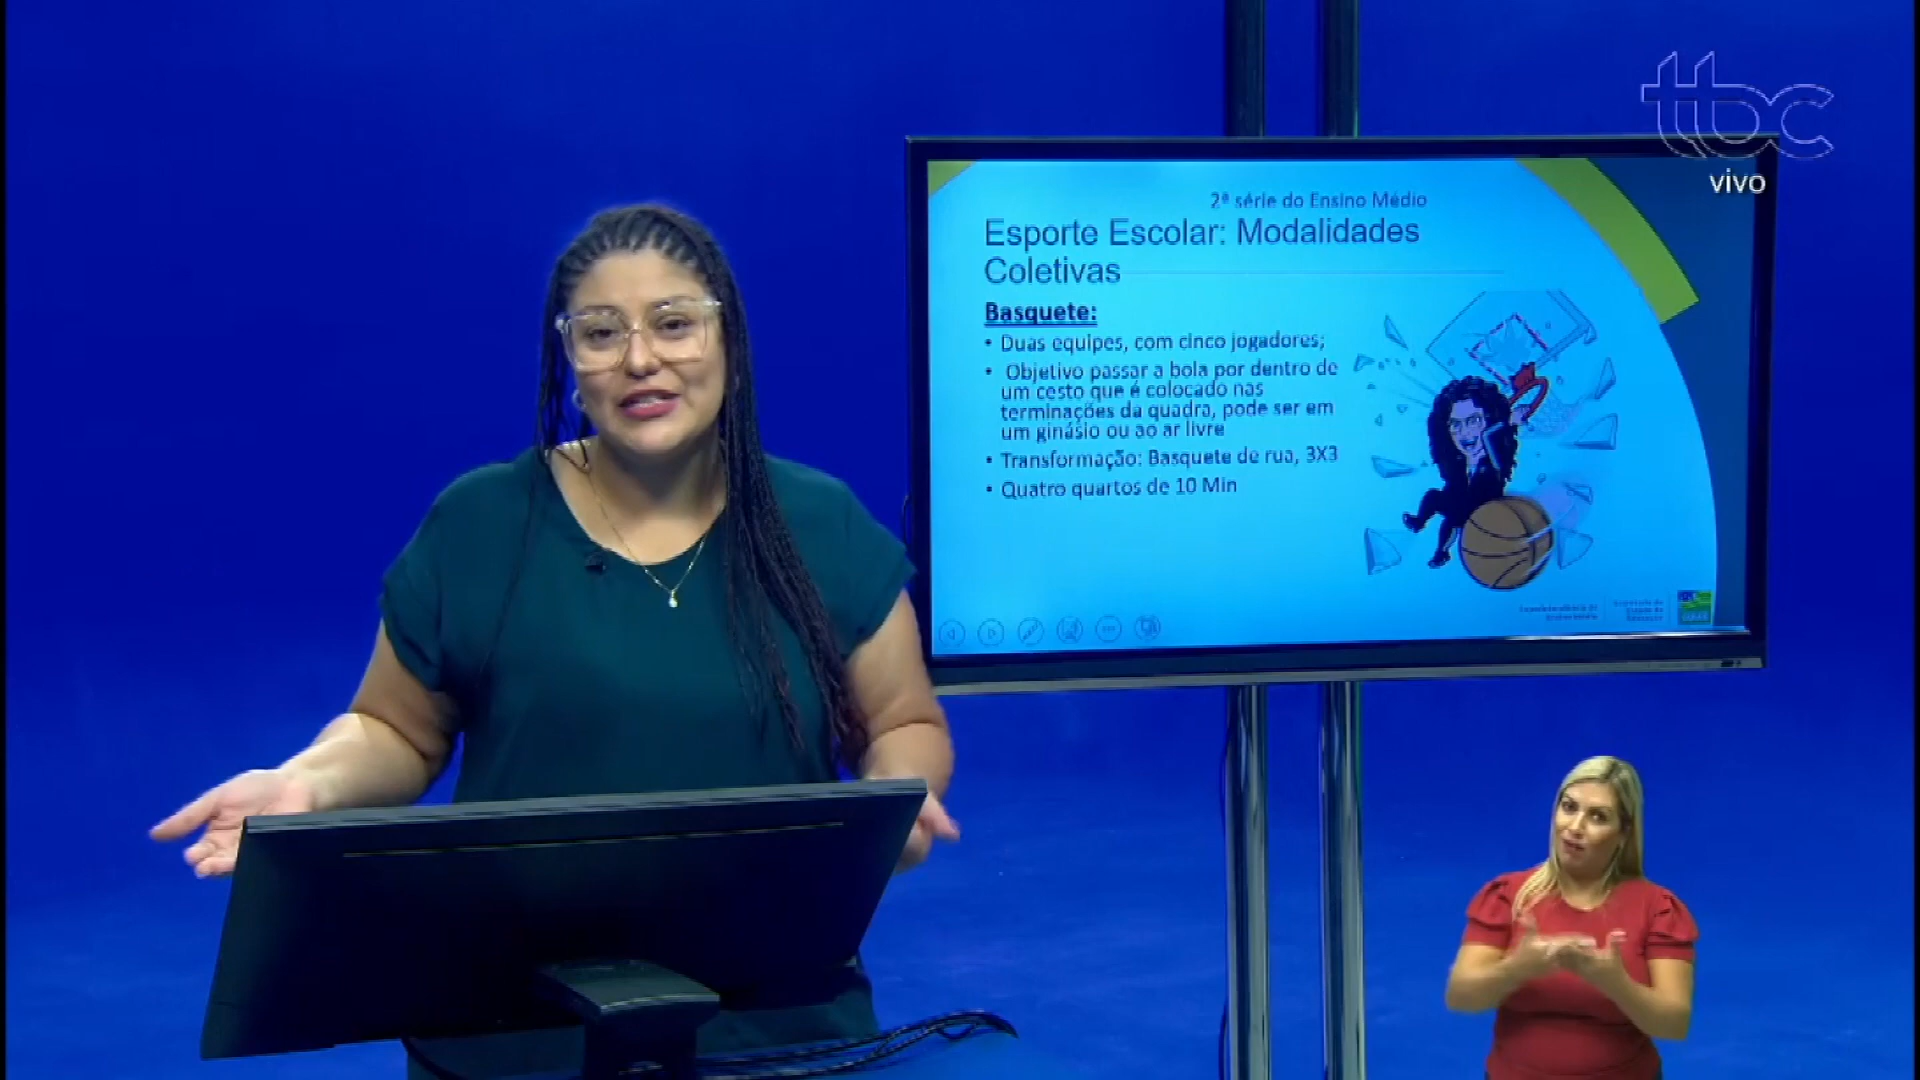 tbc
vivo
2ª série do Ensino Médio
Esporte Escolar: Modalidades
Coletivas
Basquete:
• Duas equipes, com cinco jogadores;
• Objetivo passar a bola por dentro de
um cesto que é colocado nas
terminações da quadra, pode ser em
um ginásio ou ao ar livre
• Transformação: Basquete de rua, 3X3
• Quatro quartos de 10 Min